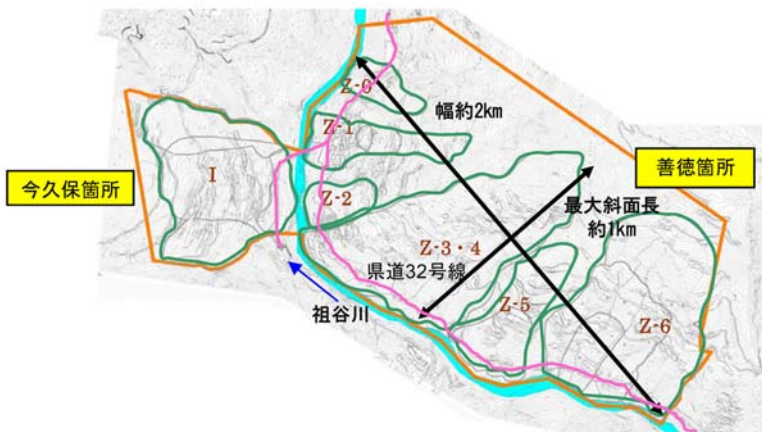 Z-0
幅約2km
Z-1
善徳箇所
今久保箇所
I
Z-2
最大斜面長
約1km
Z-3・4
県道32号線
祖谷川
Z-5
Z-6